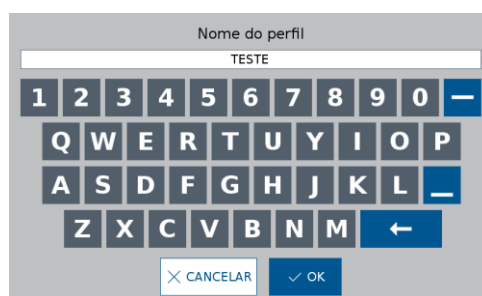 Nome do perfil
TESTE
1 2 3 4 5 6 7 8 9 0 —
Q W E R T U Y I O P
A S D F G H J K L _
Z X C V B N M ←
× CANCELAR ✓ OK